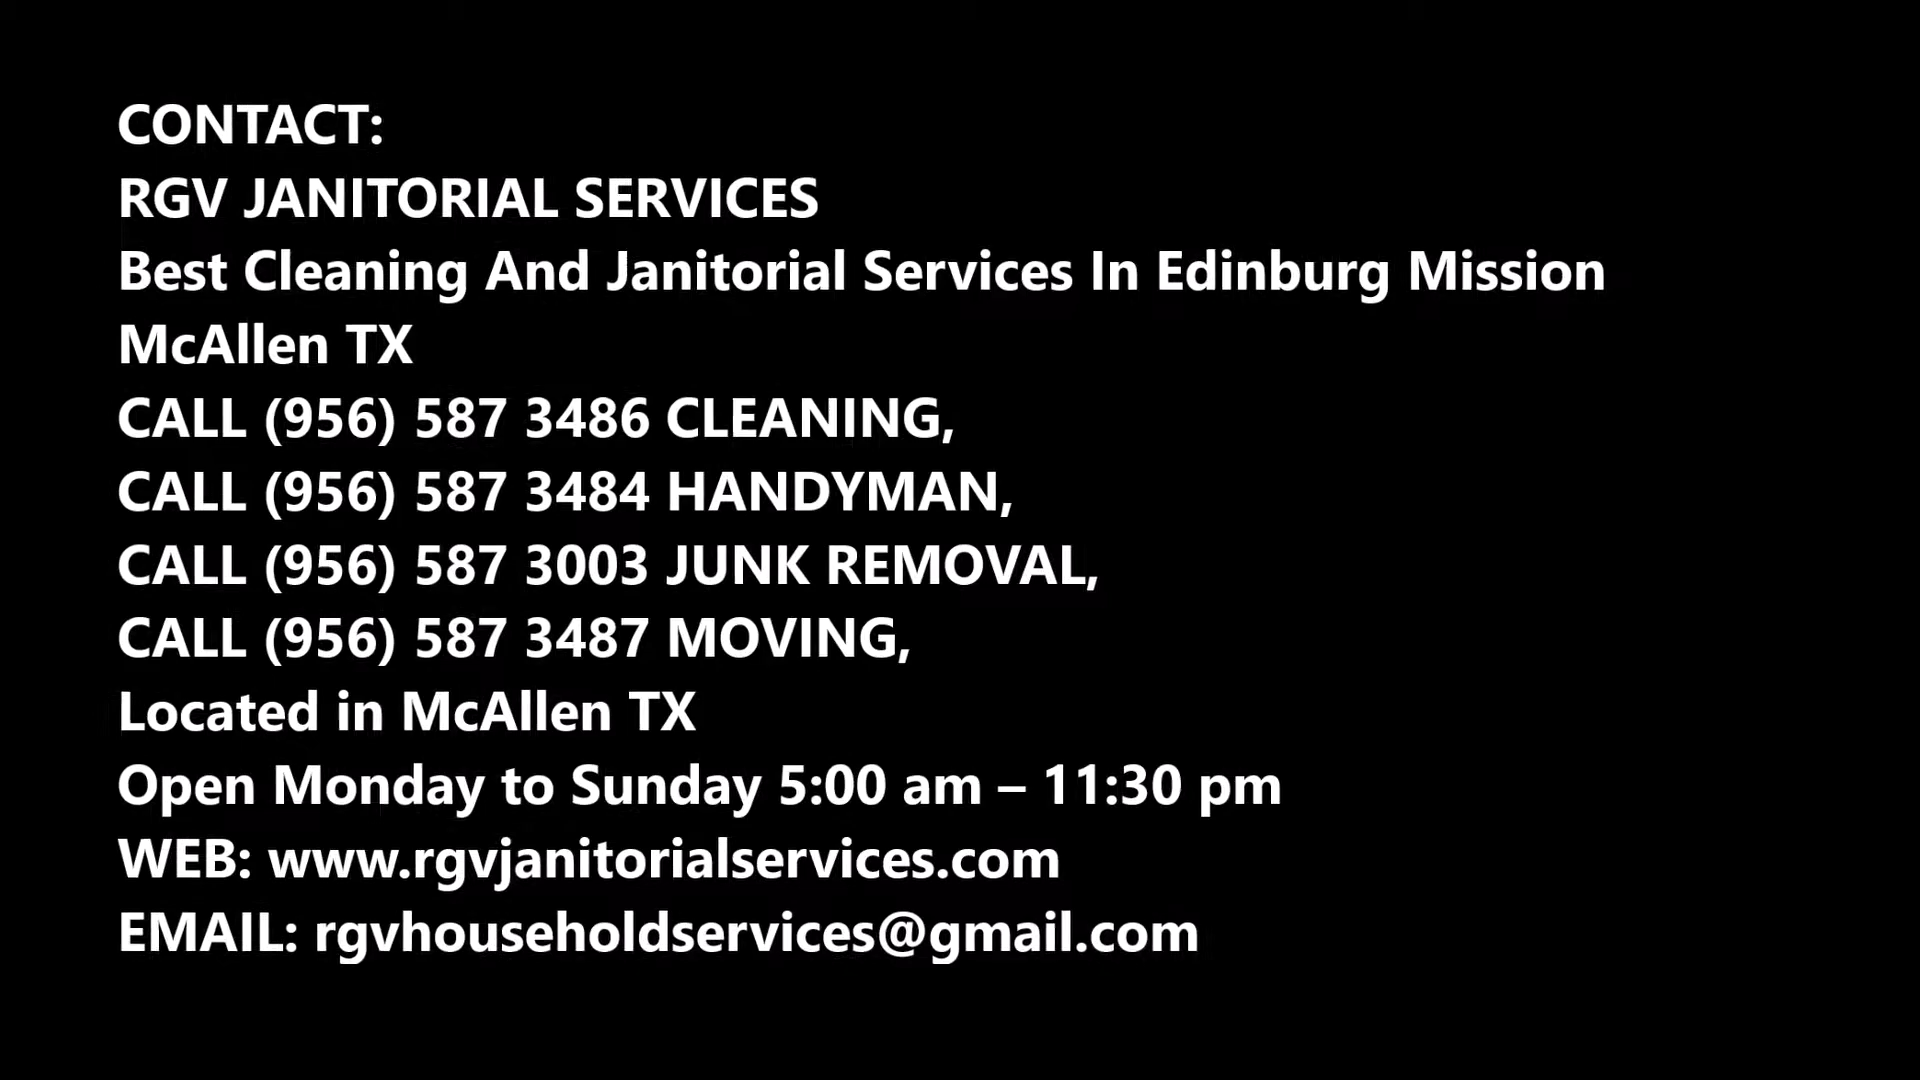 CONTACT:
RGV JANITORIAL SERVICES
Best Cleaning And Janitorial Services In Edinburg Mission
McAllen TX
CALL (956) 587 3486 CLEANING,
CALL (956) 587 3484 HANDYMAN,
CALL (956) 587 3003 JUNK REMOVAL,
CALL (956) 587 3487 MOVING,
Located in McAllen TX
Open Monday to Sunday 5:00 am – 11:30 pm
WEB: www.rgvjanitorialservices.com
EMAIL: rgvhouseholdservices@gmail.com